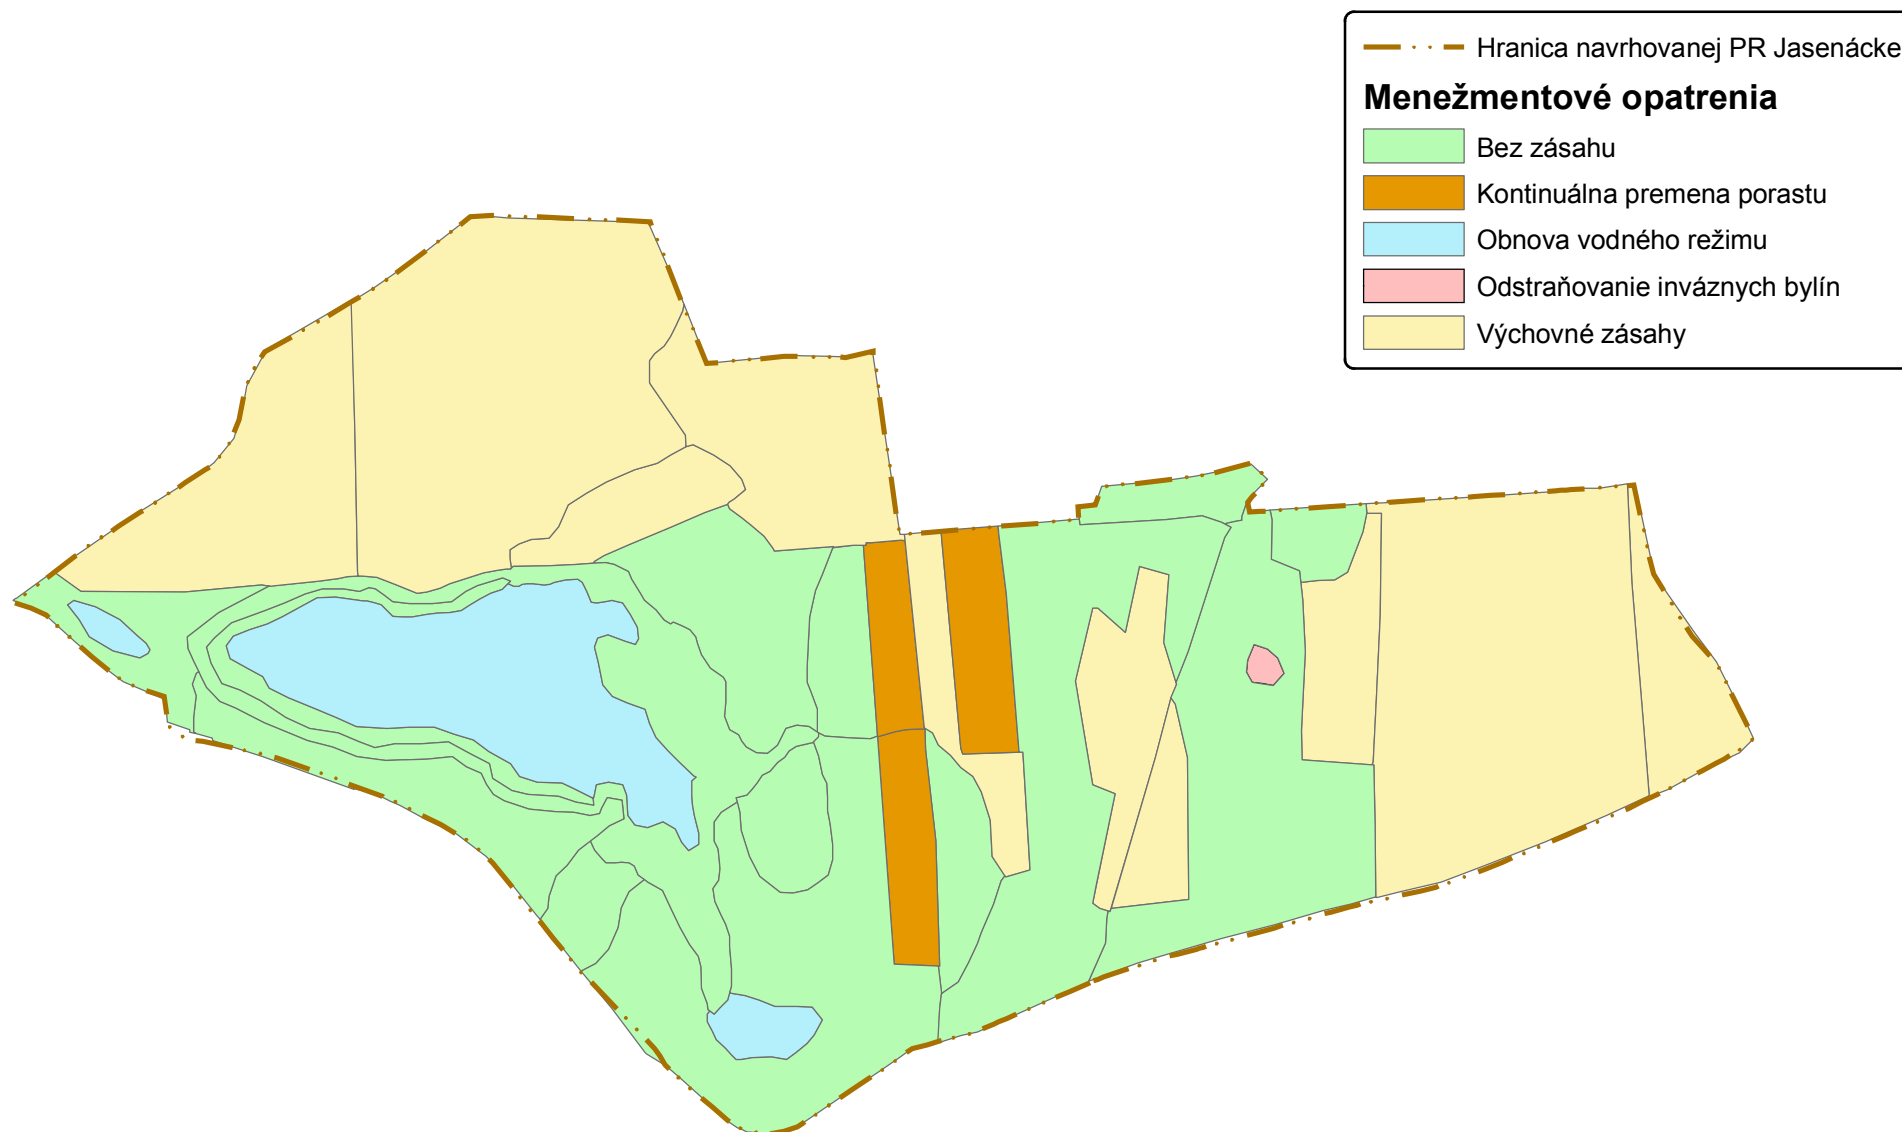 Hranica navrhovanej PR Jasenácke
Menežmentové opatrenia
Bez zásahu
Kontinuálna premena porastu
Obnova vodného režimu
Odstraňovanie inváznych bylín
Výchovné zásahy